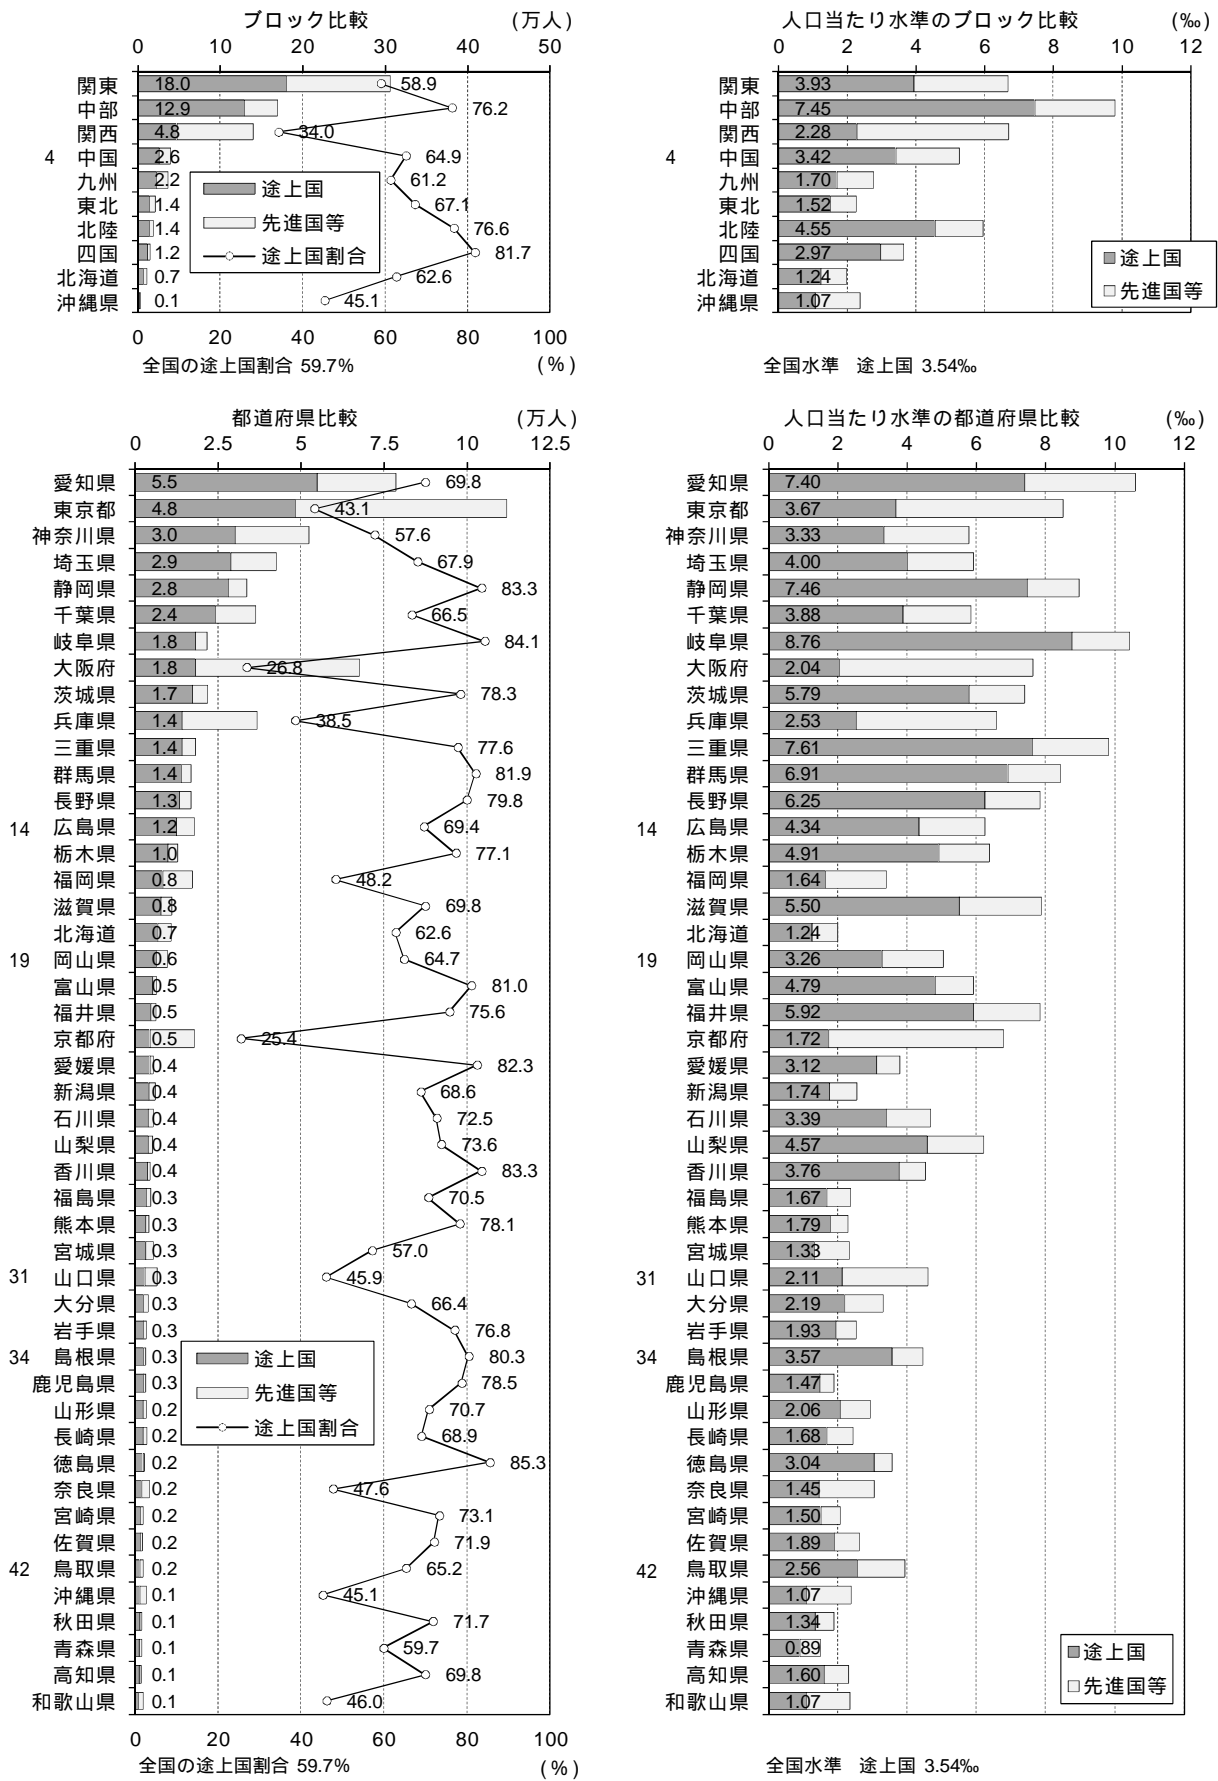 ブロック比較 (万人)
0 10 20 30 40 50
関東 18.0 58.9
中部 12.9 76.2
関西 4.8 34.0
4 中国 2.6 64.9
九州 2.2 61.2
東北 1.4 67.1
北陸 1.4 76.6
四国 1.2 81.7
北海道 0.7 62.6
沖縄県 0.1 45.1
途上国
先進国等
途上国割合
0 20 40 60 80 100
全国の途上国割合 59.7% (%)
人口当たり水準のブロック比較 (‰)
0 2 4 6 8 10 12
関東 3.93
中部 7.45
関西 2.28
4 中国 3.42
九州 1.70
東北 1.52
北陸 4.55
四国 2.97
北海道 1.24
沖縄県 1.07
途上国
先進国等
全国水準 途上国 3.54‰
都道府県比較 (万人)
0 2.5 5 7.5 10 12.5
愛知県 5.5 69.8
東京都 4.8 43.1
神奈川県 3.0 57.6
埼玉県 2.9 67.9
静岡県 2.8 83.3
千葉県 2.4 66.5
岐阜県 1.8 84.1
大阪府 1.8 26.8
茨城県 1.7 78.3
兵庫県 1.4 38.5
三重県 1.4 77.6
群馬県 1.4 81.9
長野県 1.3 79.8
14 広島県 1.2 69.4
栃木県 1.0 77.1
福岡県 0.8 48.2
滋賀県 0.8 69.8
北海道 0.7 62.6
19 岡山県 0.6 64.7
富山県 0.5 81.0
福井県 0.5 75.6
京都府 0.5 25.4
愛媛県 0.4 82.3
新潟県 0.4 68.6
石川県 0.4 72.5
山梨県 0.4 73.6
香川県 0.4 83.3
福島県 0.3 70.5
熊本県 0.3 78.1
宮城県 0.3 57.0
31 山口県 0.3 45.9
大分県 0.3 66.4
岩手県 0.3 76.8
34 島根県 0.3 80.3
鹿児島県 0.3 78.5
山形県 0.2 70.7
長崎県 0.2 68.9
徳島県 0.2 85.3
奈良県 0.2 47.6
宮崎県 0.2 73.1
佐賀県 0.2 71.9
42 鳥取県 0.2 65.2
沖縄県 0.1 45.1
秋田県 0.1 71.7
青森県 0.1 59.7
高知県 0.1 69.8
和歌山県 0.1 46.0
途上国
先進国等
途上国割合
0 20 40 60 80 100
全国の途上国割合 59.7% (%)
人口当たり水準の都道府県比較 (‰)
0 2 4 6 8 10 12
愛知県 7.40
東京都 3.67
神奈川県 3.33
埼玉県 4.00
静岡県 7.46
千葉県 3.88
岐阜県 8.76
大阪府 2.04
茨城県 5.79
兵庫県 2.53
三重県 7.61
群馬県 6.91
長野県 6.25
14 広島県 4.34
栃木県 4.91
福岡県 1.64
滋賀県 5.50
北海道 1.24
19 岡山県 3.26
富山県 4.79
福井県 5.92
京都府 1.72
愛媛県 3.12
新潟県 1.74
石川県 3.39
山梨県 4.57
香川県 3.76
福島県 1.67
熊本県 1.79
宮城県 1.33
31 山口県 2.11
大分県 2.19
岩手県 1.93
34 島根県 3.57
鹿児島県 1.47
山形県 2.06
長崎県 1.68
徳島県 3.04
奈良県 1.45
宮崎県 1.50
佐賀県 1.89
42 鳥取県 2.56
沖縄県 1.07
秋田県 1.34
青森県 0.89
高知県 1.60
和歌山県 1.07
途上国
先進国等
全国水準 途上国 3.54‰